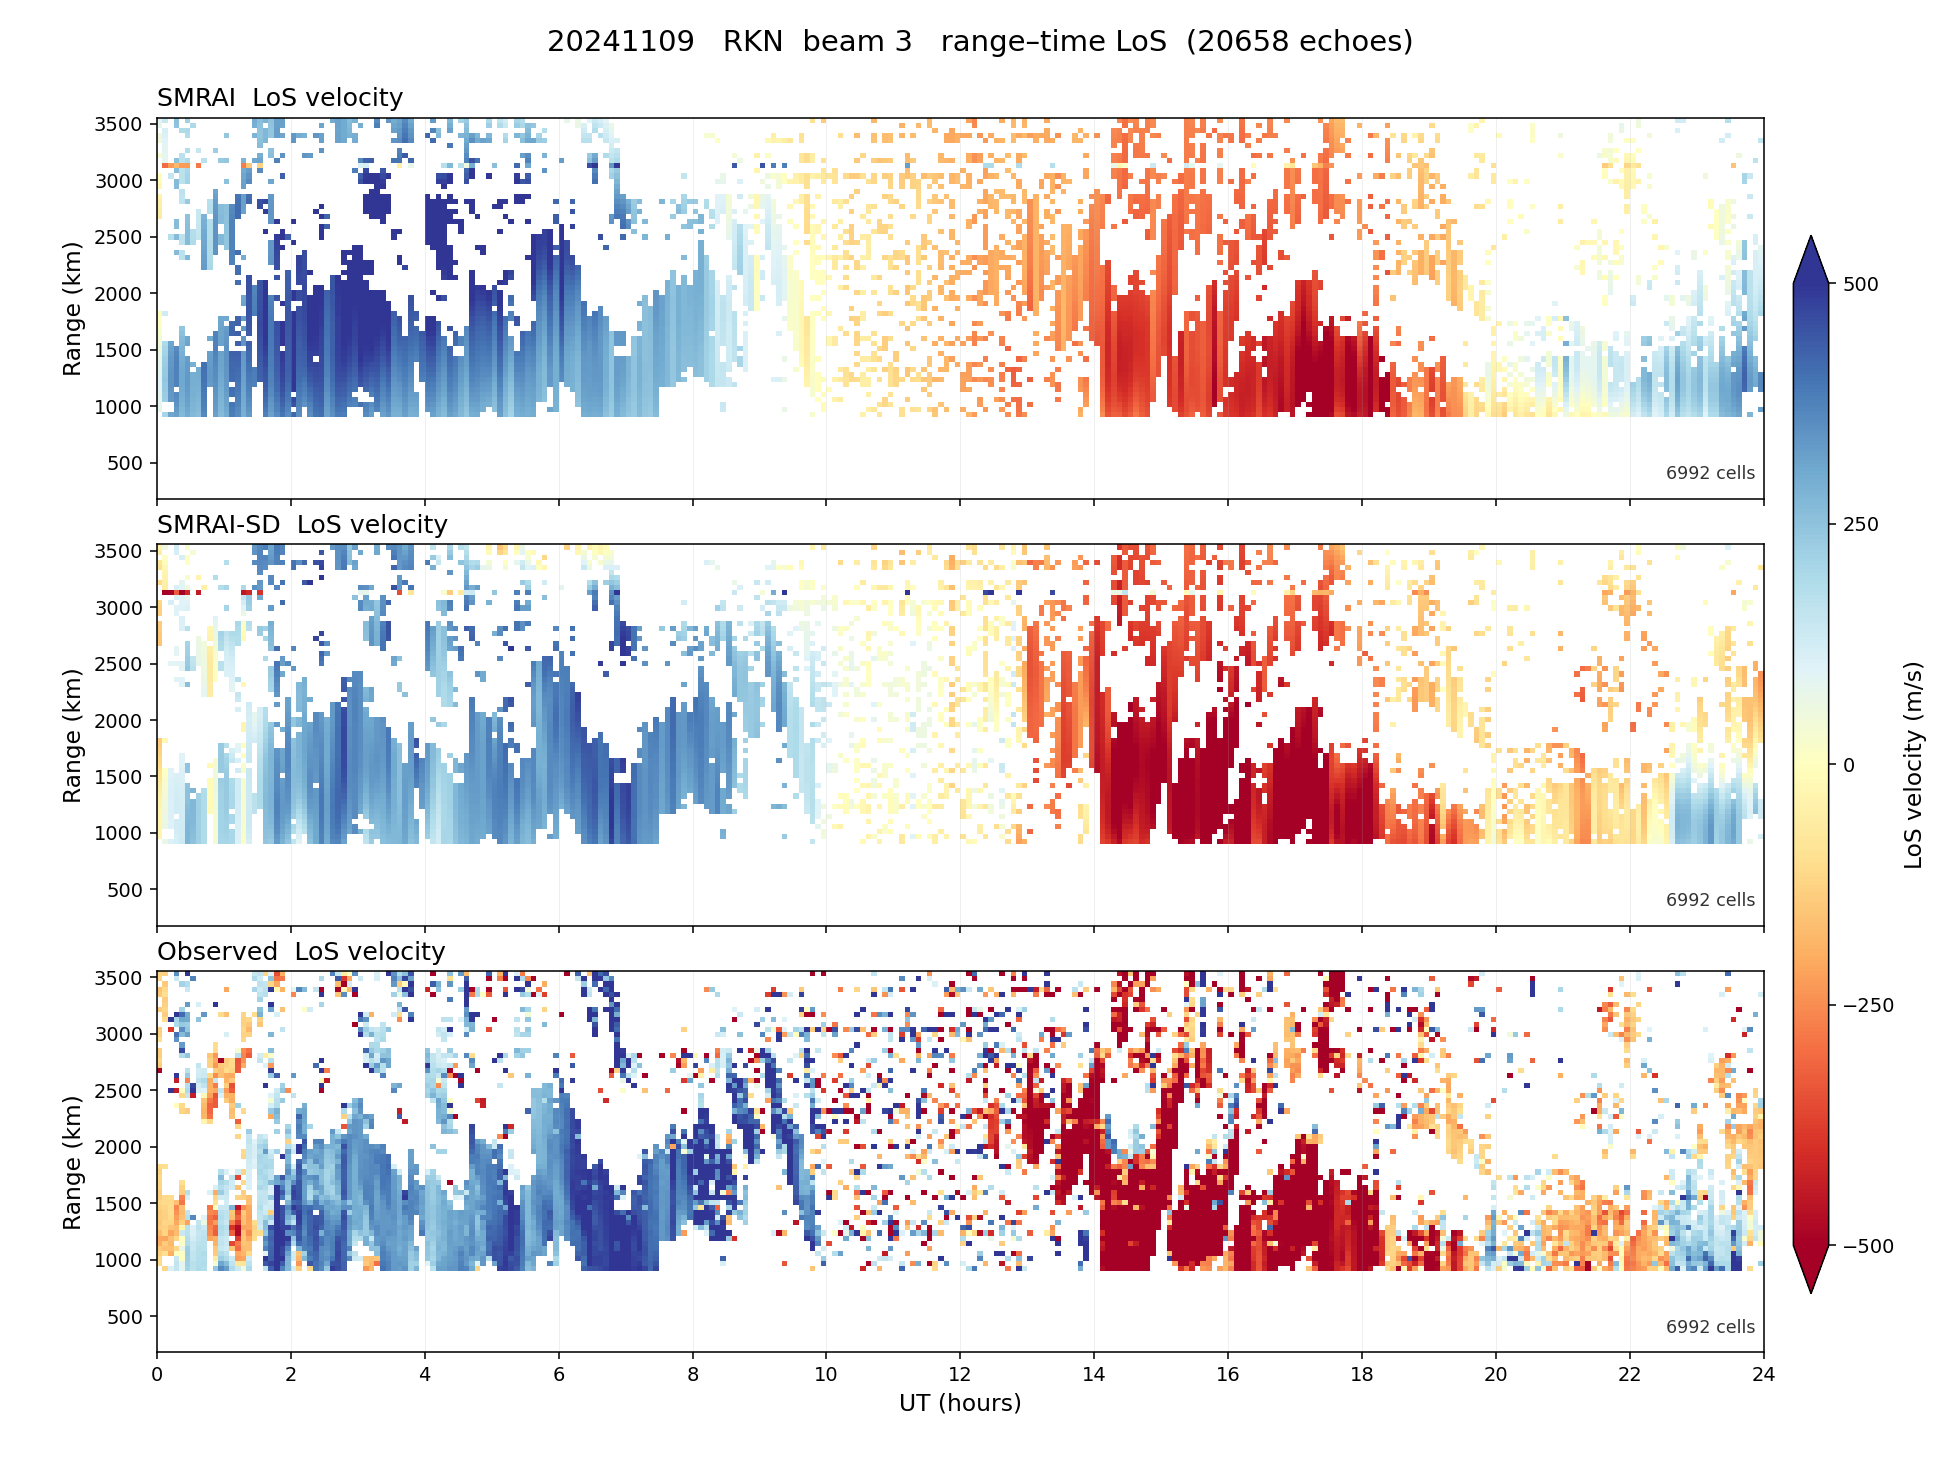 20241109   RKN  beam 3   range–time LoS  (20658 echoes)
SMRAI  LoS velocity
3500
3000
2500
2000
1500
1000
500
Range (km)
6992 cells
SMRAI-SD  LoS velocity
3500
3000
2500
2000
1500
1000
500
Range (km)
6992 cells
Observed  LoS velocity
3500
3000
2500
2000
1500
1000
500
Range (km)
6992 cells
0 2 4 6 8 10 12 14 16 18 20 22 24
UT (hours)
500
250
0
−250
−500
LoS velocity (m/s)